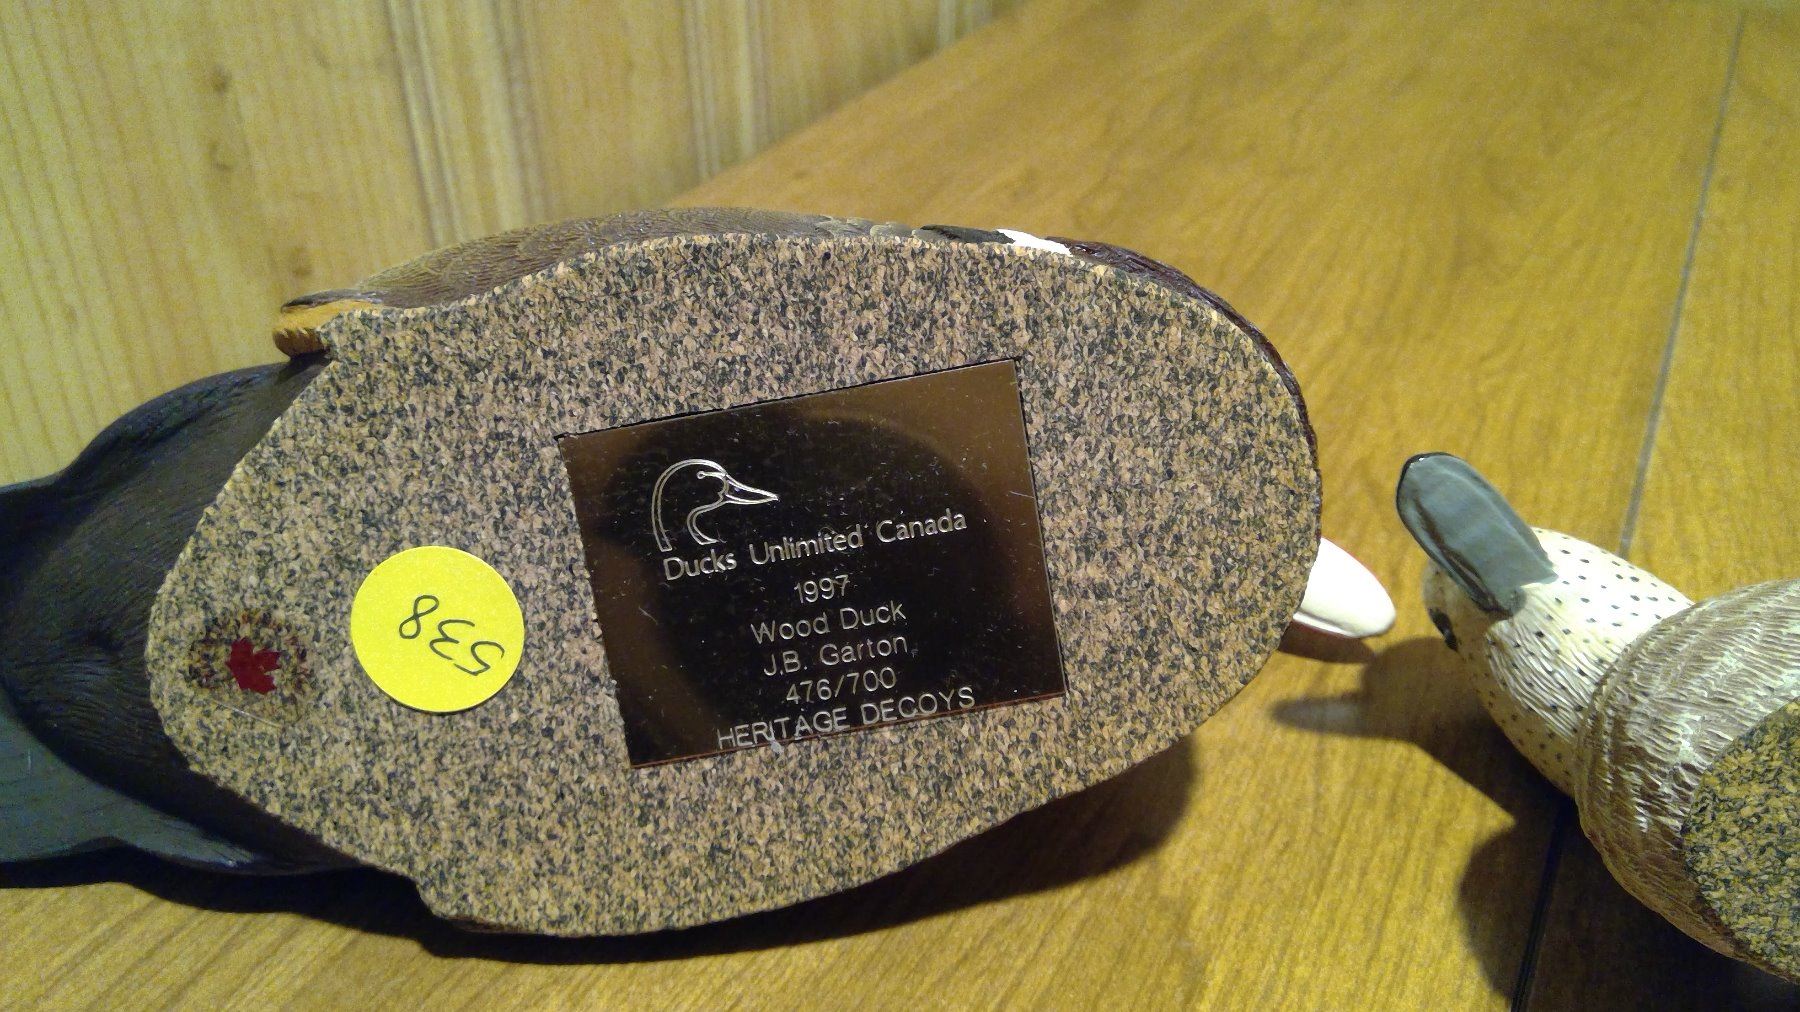 Ducks Unlimited Canada
1997
Wood Duck
J.B. Garton
476/700
HERITAGE DECOYS
538